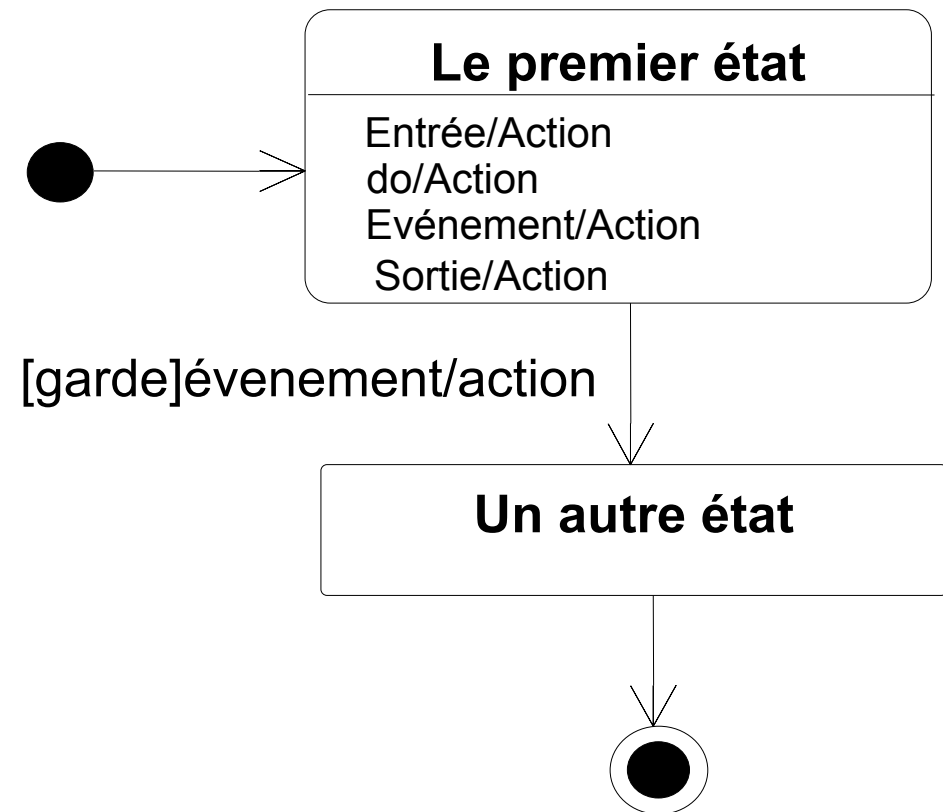 Le premier état
Entrée/Action
do/Action
Evénement/Action
Sortie/Action
[garde]évenement/action
Un autre état